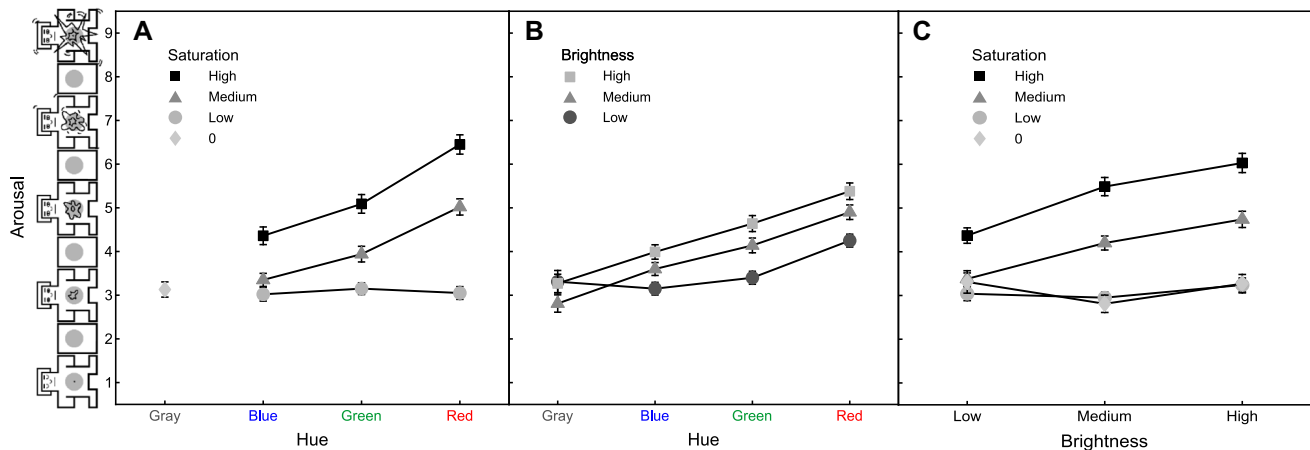 Arousal
9
8
7
6
5
4
3
2
1
A
Saturation
High
Medium
Low
0
Gray
Blue
Green
Red
Hue
B
Brightness
High
Medium
Low
Gray
Blue
Green
Red
Hue
C
Saturation
High
Medium
Low
0
Low
Medium
High
Brightness